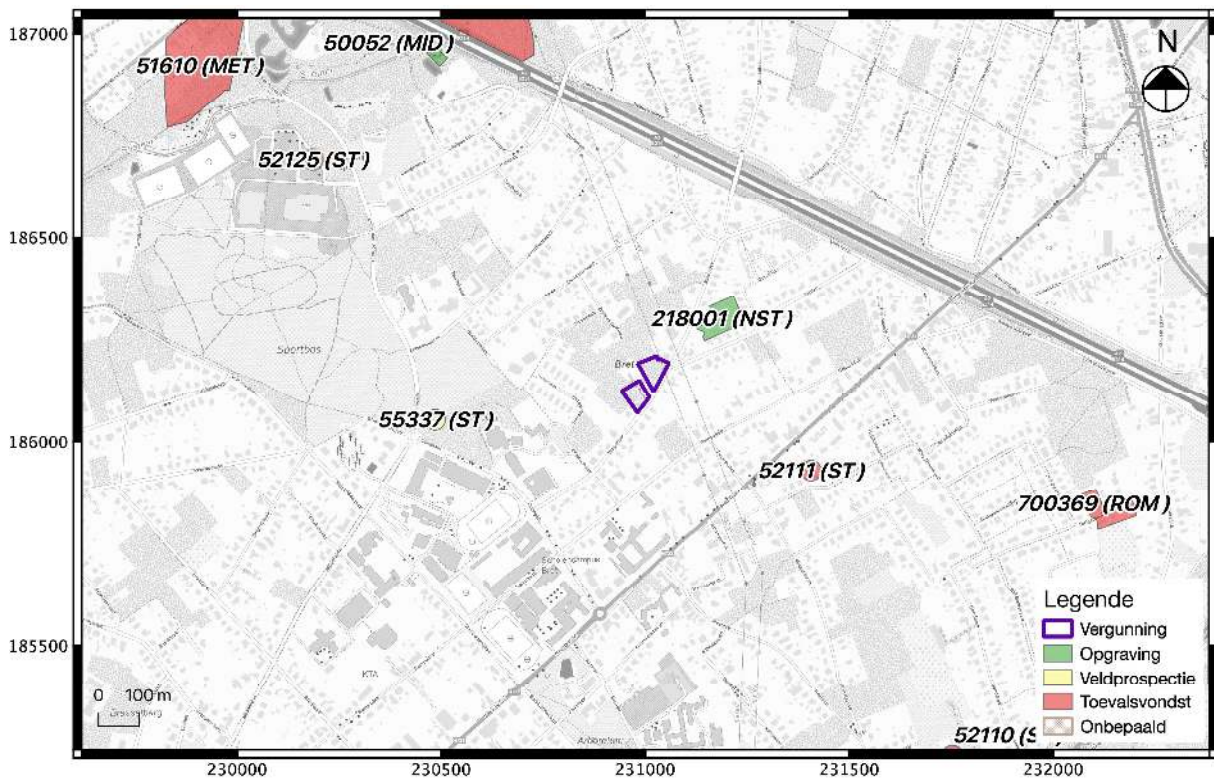 187000
50052 (MID)
51610 (MET)
N
52125 (ST)
186500
218001 (NST)
Sportbos
55337 (ST)
186000
52111 (ST)
700369 (ROM)
Legende
Vergunning
Opgraving
Veldprospectie
Toevalsvondst
Onbepaald
185500
KTA
0 100 m
52110 (S
230000 230500 231000 231500 232000